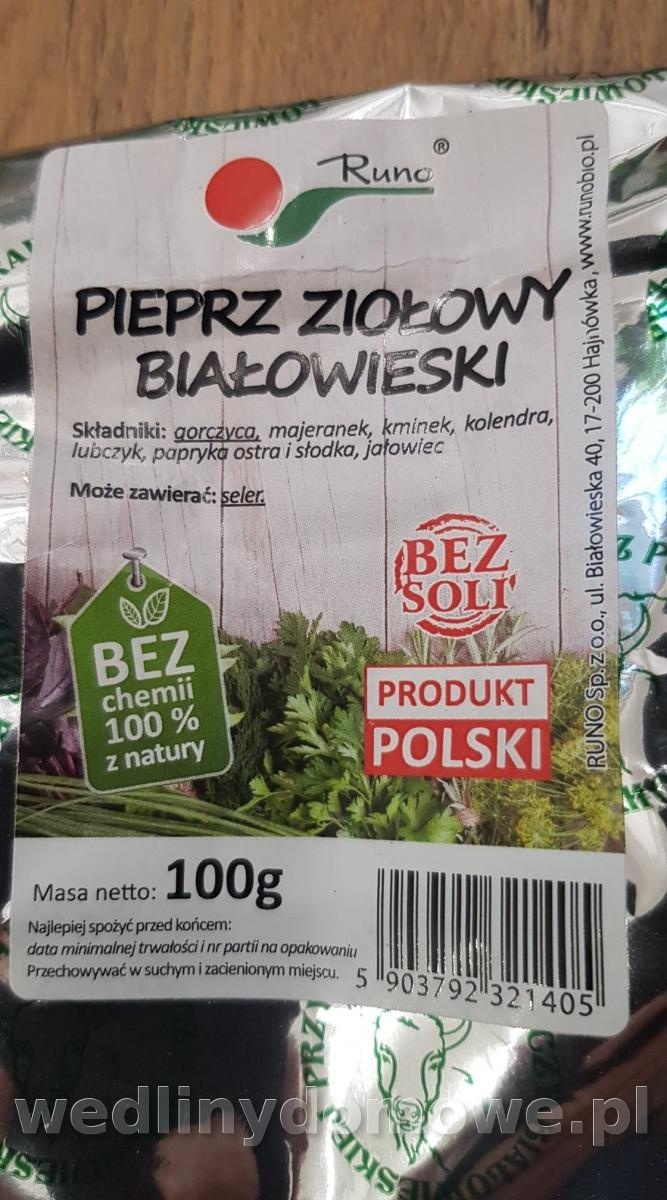 Runo®
PIEPRZ ZIOŁOWY
BIAŁOWIESKI
Składniki: gorczyca, majeranek, kminek, kolendra,
lubczyk, papryka ostra i słodka, jałowiec
Może zawierać: seler.
BEZ
SOLI
BEZ
chemii
100 %
z natury
PRODUKT
POLSKI
RUNO Sp.z o.o., ul. Białowieska 40, 17-200 Hajnówka, www.runobio.pl
Masa netto: 100g
Najlepiej spożyć przed końcem:
data minimalnej trwałości i nr partii na opakowaniu
Przechowywać w suchym i zacienionym miejscu.
5 903792 321405
wedlinydomowe.pl